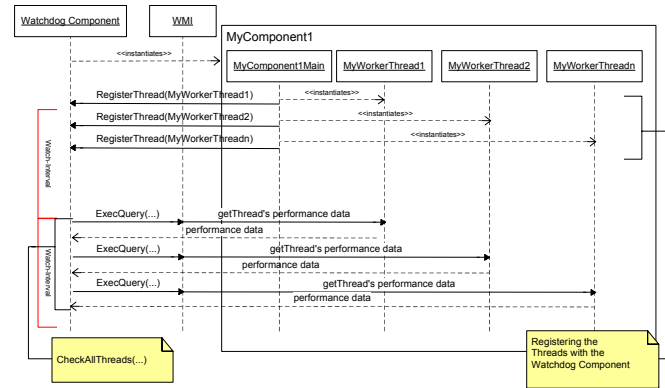 Watchdog Component
WMI
MyComponent1
<<instantiates>>
MyComponent1Main
MyWorkerThread1
MyWorkerThread2
MyWorkerThreadn
RegisterThread(MyWorkerThread1)
<<instantiates>>
RegisterThread(MyWorkerThread2)
<<instantiates>>
RegisterThread(MyWorkerThreadn)
<<instantiates>>
Watch-Interval
ExecQuery(...)
getThread's performance data
performance data
ExecQuery(...)
getThread's performance data
performance data
Watch-Interval
ExecQuery(...)
getThread's performance data
performance data
CheckAllThreads(...)
Registering the
Threads with the
Watchdog Component